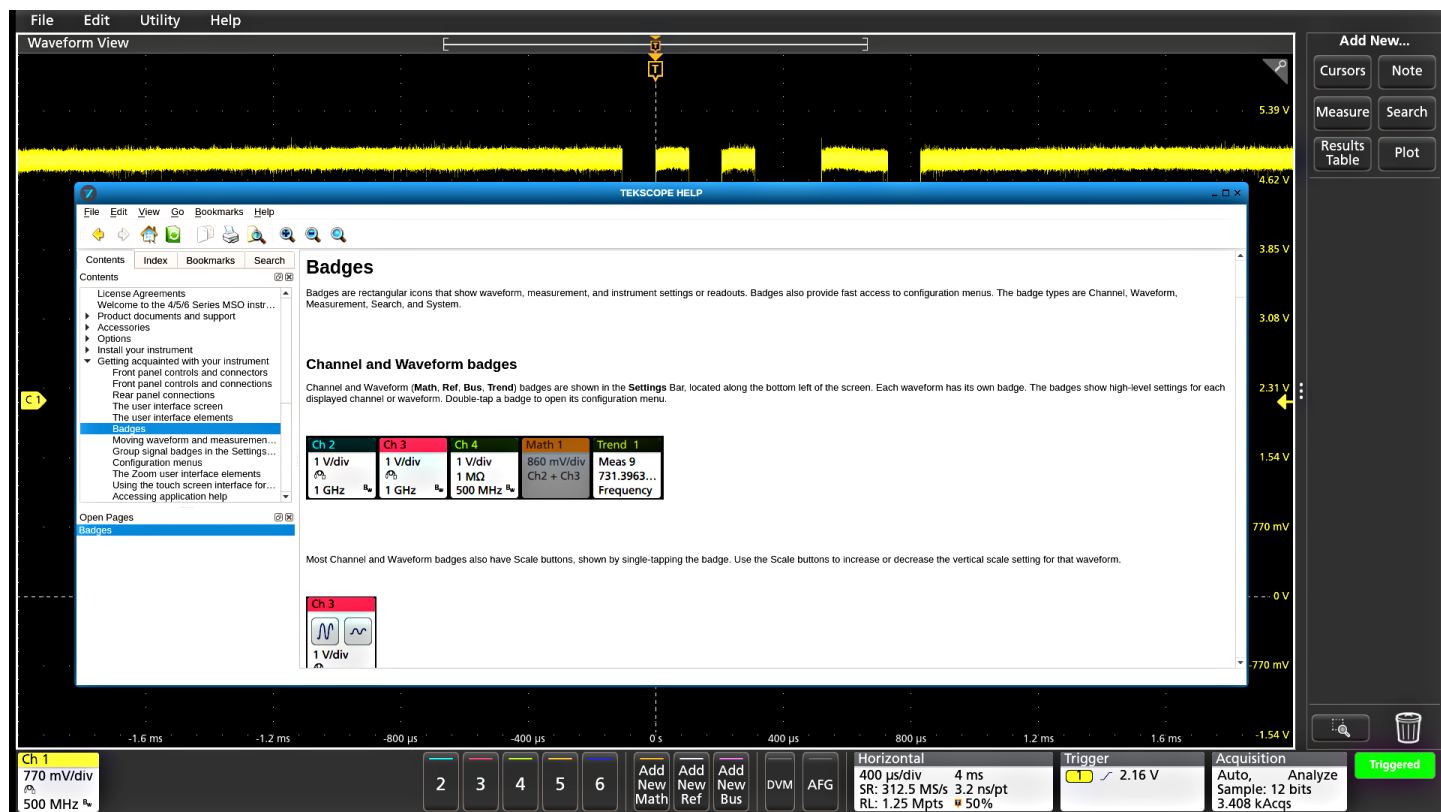 File Edit Utility Help
Waveform View
Add New...
Cursors Note
Measure Search
Results Table Plot
T
T
5.39 V
4.62 V
3.85 V
3.08 V
2.31 V
1.54 V
770 mV
0 V
-770 mV
-1.54 V
C 1
TEKSCOPE HELP
File Edit View Go Bookmarks Help
Contents Index Bookmarks Search
Contents
License Agreements
Welcome to the 4/5/6 Series MSO instr...
Product documents and support
Accessories
Options
Install your instrument
Getting acquainted with your instrument
Front panel controls and connectors
Front panel controls and connections
Rear panel connections
The user interface screen
The user interface elements
Badges
Moving waveform and measuremen...
Group signal badges in the Settings...
Configuration menus
The Zoom user interface elements
Using the touch screen interface for...
Accessing application help
Open Pages
Badges
Badges
Badges are rectangular icons that show waveform, measurement, and instrument settings or readouts. Badges also provide fast access to configuration menus. The badge types are Channel, Waveform,
Measurement, Search, and System.
Channel and Waveform badges
Channel and Waveform (Math, Ref, Bus, Trend) badges are shown in the Settings Bar, located along the bottom left of the screen. Each waveform has its own badge. The badges show high-level settings for each
displayed channel or waveform. Double-tap a badge to open its configuration menu.
Ch 2 Ch 3 Ch 4 Math 1 Trend 1
1 V/div 1 V/div 1 V/div 860 mV/div Meas 9
1 MΩ Ch2 + Ch3 731.3963...
1 GHz Bw 1 GHz Bw 500 MHz Bw Frequency
Most Channel and Waveform badges also have Scale buttons, shown by single-tapping the badge. Use the Scale buttons to increase or decrease the vertical scale setting for that waveform.
Ch 3
1 V/div
-1.6 ms -1.2 ms -800 µs -400 µs 0 s 400 µs 800 µs 1.2 ms 1.6 ms
Ch 1
770 mV/div
500 MHz Bw
2 3 4 5 6
Add New Math
Add New Ref
Add New Bus
DVM AFG
Horizontal
400 µs/div 4 ms
SR: 312.5 MS/s 3.2 ns/pt
RL: 1.25 Mpts 50%
Trigger
1 2.16 V
Acquisition
Auto, Analyze
Sample: 12 bits
3.408 kAcqs
Triggered